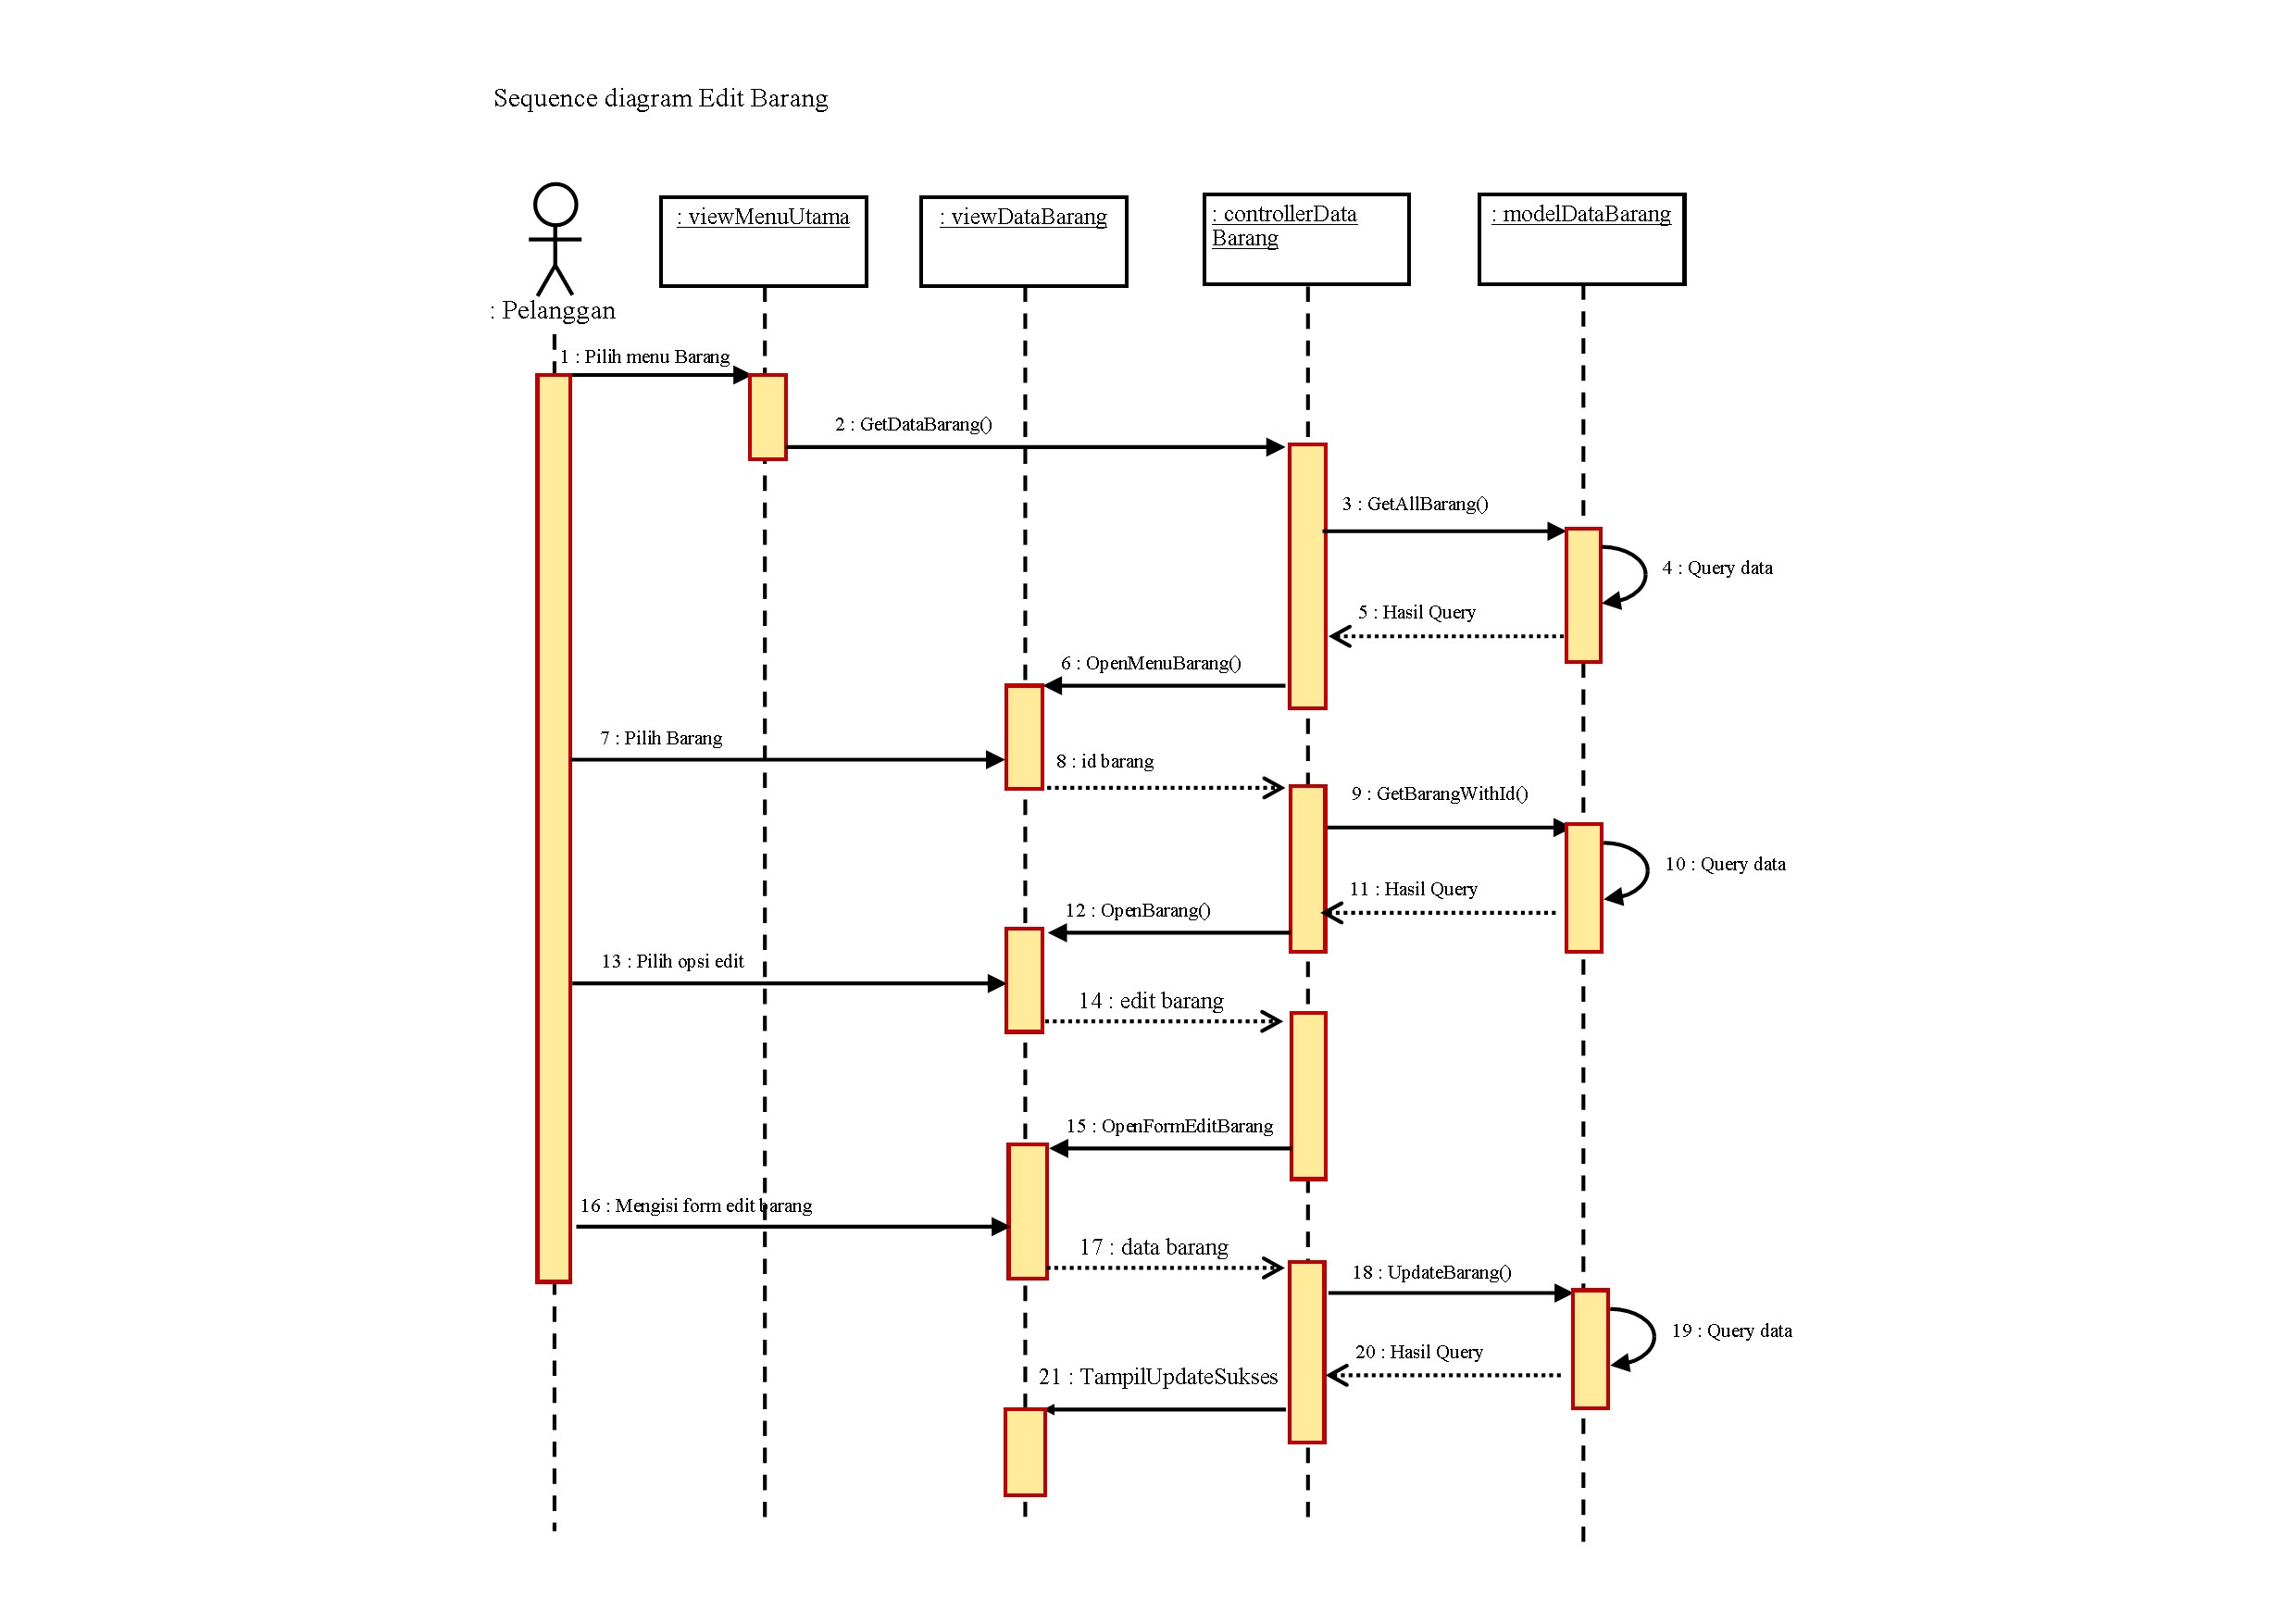 Sequence diagram Edit Barang
: Pelanggan
: viewMenuUtama
: viewDataBarang
: controllerData
Barang
: modelDataBarang
1 : Pilih menu Barang
2 : GetDataBarang()
3 : GetAllBarang()
4 : Query data
5 : Hasil Query
6 : OpenMenuBarang()
7 : Pilih Barang
8 : id barang
9 : GetBarangWithId()
10 : Query data
11 : Hasil Query
12 : OpenBarang()
13 : Pilih opsi edit
14 : edit barang
15 : OpenFormEditBarang
16 : Mengisi form edit barang
17 : data barang
18 : UpdateBarang()
19 : Query data
20 : Hasil Query
21 : TampilUpdateSukses